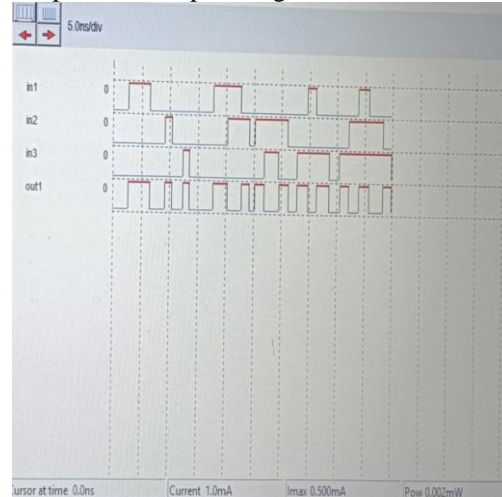 5.0ns/div
in1 0
in2 0
in3 0
out1 0
ursor at time 0.0ns Current 1.0mA Imax 0.500mA Pow 0.002mW